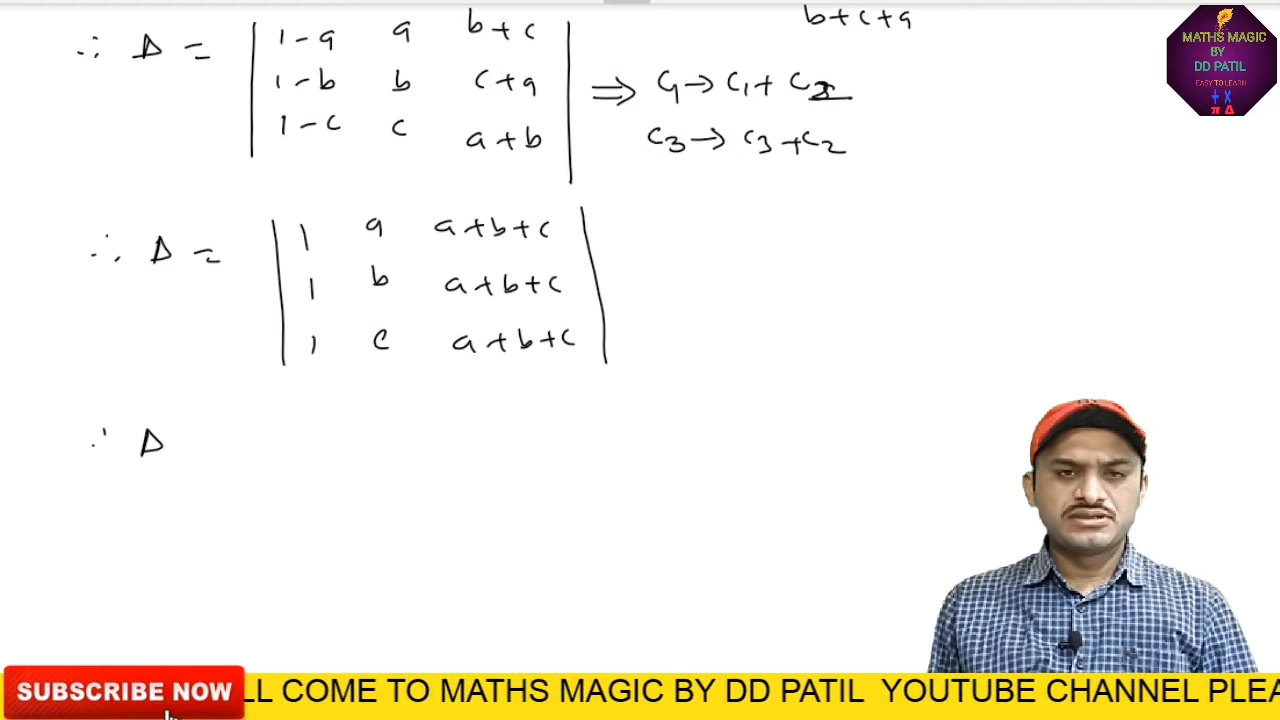 b+c+a
∴ Δ = | 1-a a b+c |
| 1-b b c+a | ⇒ C1→C1+C2
| 1-c c a+b | C3→C3+C2
∴ Δ = | 1 a a+b+c |
| 1 b a+b+c |
| 1 c a+b+c |
∴ Δ
MATHS MAGIC
BY
DD PATIL
EASY TO LEARN
+ X
π Δ
SUBSCRIBE NOW
LL COME TO MATHS MAGIC BY DD PATIL YOUTUBE CHANNEL PLEA